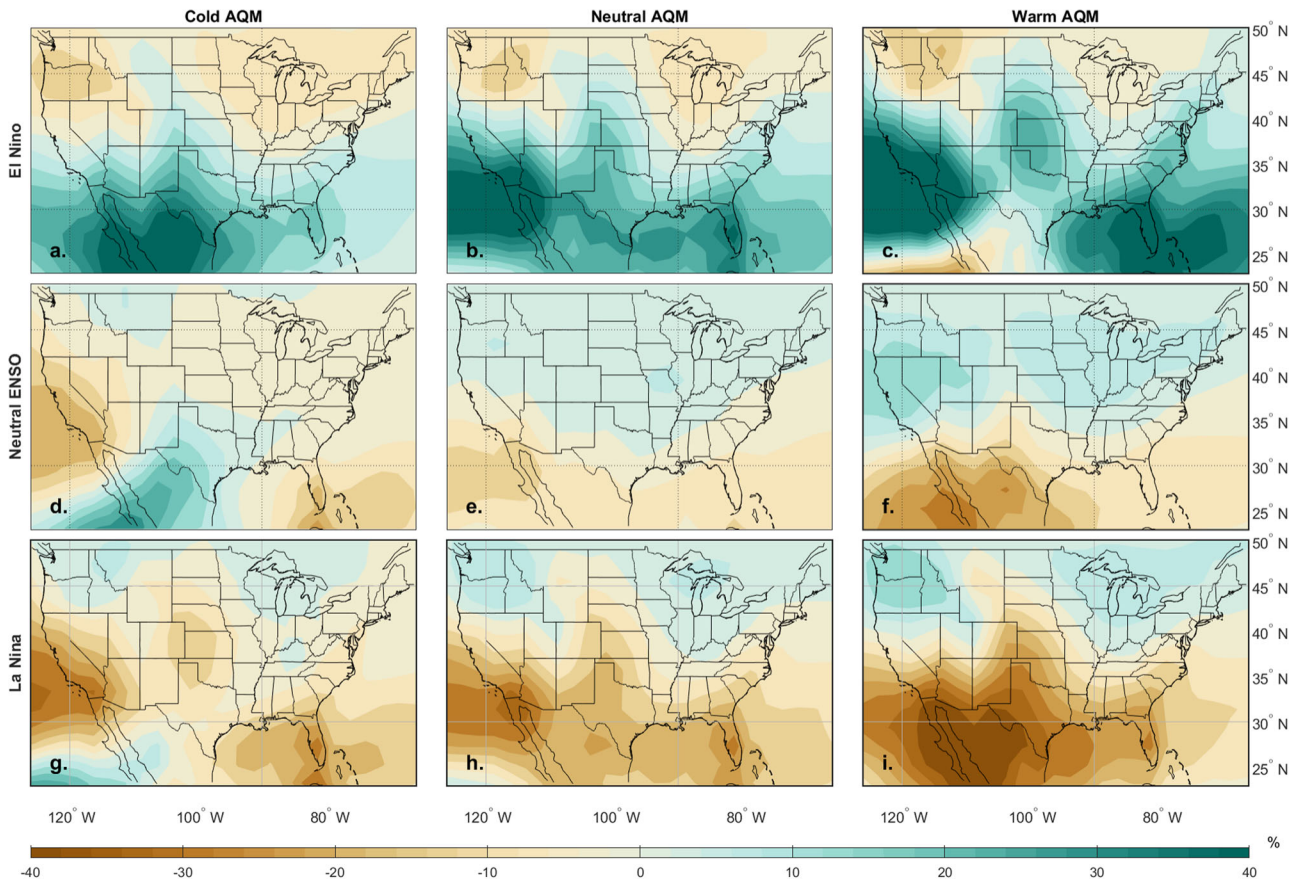 Cold AQM Neutral AQM Warm AQM
El Nino
a. b. c.
50° N
45° N
40° N
35° N
30° N
25° N
Neutral ENSO
d. e. f.
50° N
45° N
40° N
35° N
30° N
25° N
La Nina
g. h. i.
50° N
45° N
40° N
35° N
30° N
25° N
120° W 100° W 80° W 120° W 100° W 80° W 120° W 100° W 80° W
%
-40 -30 -20 -10 0 10 20 30 40